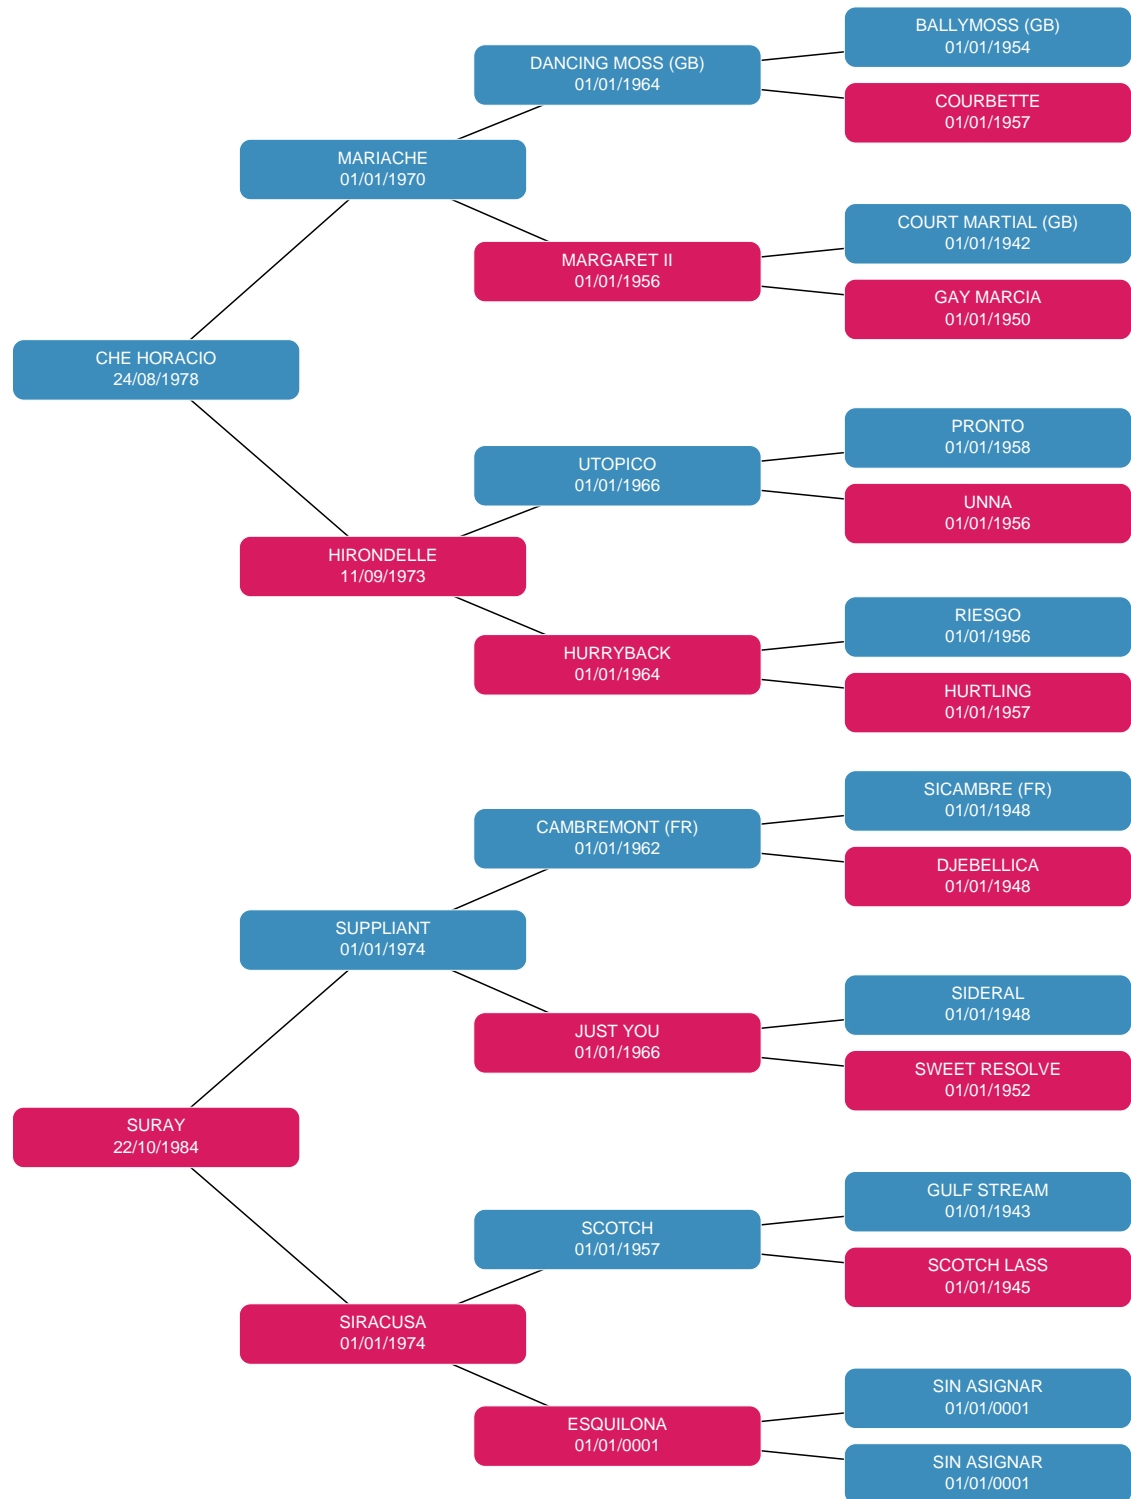 BALLYMOSS (GB)
01/01/1954
DANCING MOSS (GB)
01/01/1964
COURBETTE
01/01/1957
MARIACHE
01/01/1970
COURT MARTIAL (GB)
01/01/1942
MARGARET II
01/01/1956
GAY MARCIA
01/01/1950
CHE HORACIO
24/08/1978
PRONTO
01/01/1958
UTOPICO
01/01/1966
UNNA
01/01/1956
HIRONDELLE
11/09/1973
RIESGO
01/01/1956
HURRYBACK
01/01/1964
HURTLING
01/01/1957
SICAMBRE (FR)
01/01/1948
CAMBREMONT (FR)
01/01/1962
DJEBELLICA
01/01/1948
SUPPLIANT
01/01/1974
SIDERAL
01/01/1948
JUST YOU
01/01/1966
SWEET RESOLVE
01/01/1952
SURAY
22/10/1984
GULF STREAM
01/01/1943
SCOTCH
01/01/1957
SCOTCH LASS
01/01/1945
SIRACUSA
01/01/1974
SIN ASIGNAR
01/01/0001
ESQUILONA
01/01/0001
SIN ASIGNAR
01/01/0001